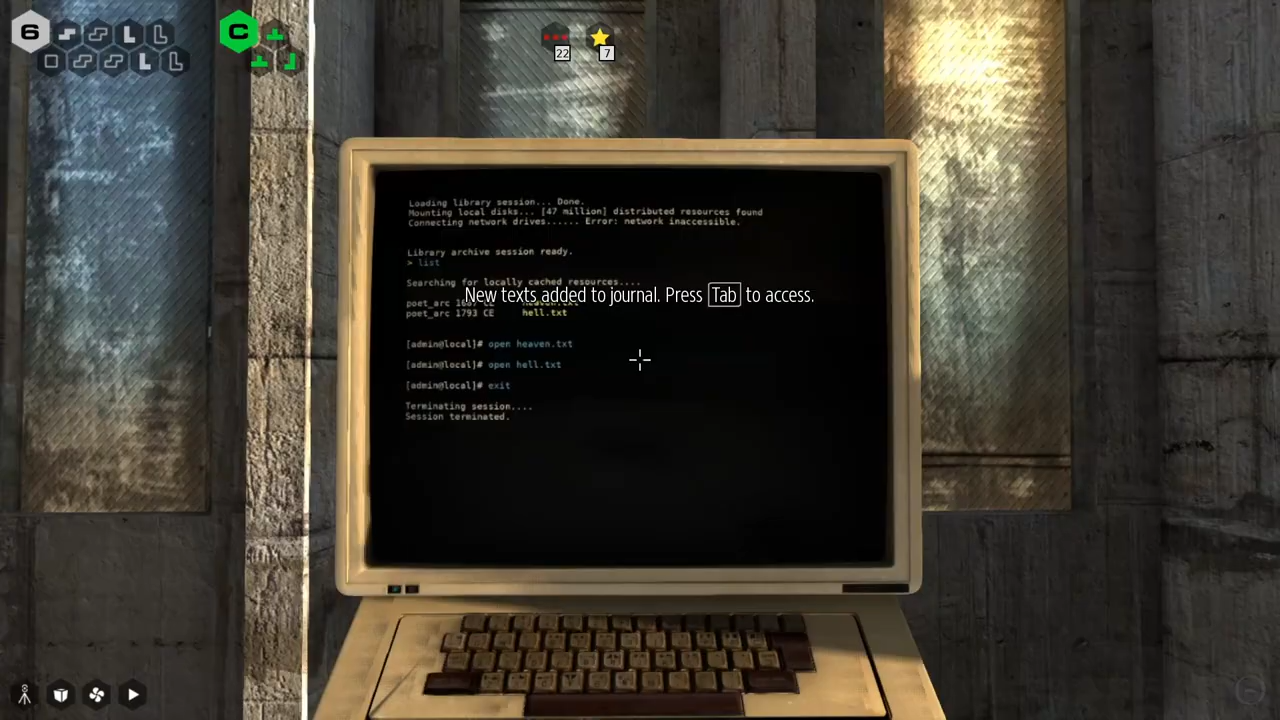 6
C
22
7
Loading library session... Done.
Mounting local disks... [47 million] distributed resources found
Connecting network drives...... Error: network inaccessible.
Library archive session ready.
> list
Searching for locally cached resources....
New texts added to journal. Press Tab to access.
poet_arc
poet_arc 1793 CE hell.txt
[admin@local]# open heaven.txt
[admin@local]# open hell.txt
[admin@local]# exit
Terminating session....
Session terminated.